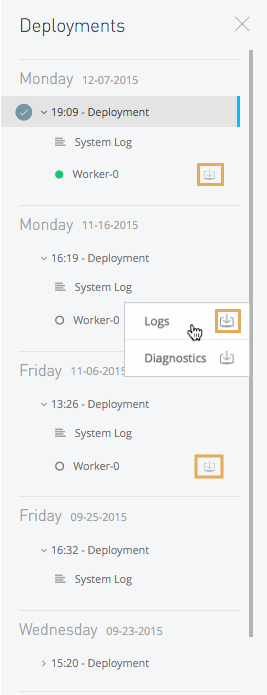 Deployments
Monday 12-07-2015
19:09 - Deployment
System Log
Worker-0
Monday 11-16-2015
16:19 - Deployment
System Log
Worker-0
Logs
Diagnostics
Friday 11-06-2015
13:26 - Deployment
System Log
Worker-0
Friday 09-25-2015
16:32 - Deployment
System Log
Wednesday 09-23-2015
15:20 - Deployment